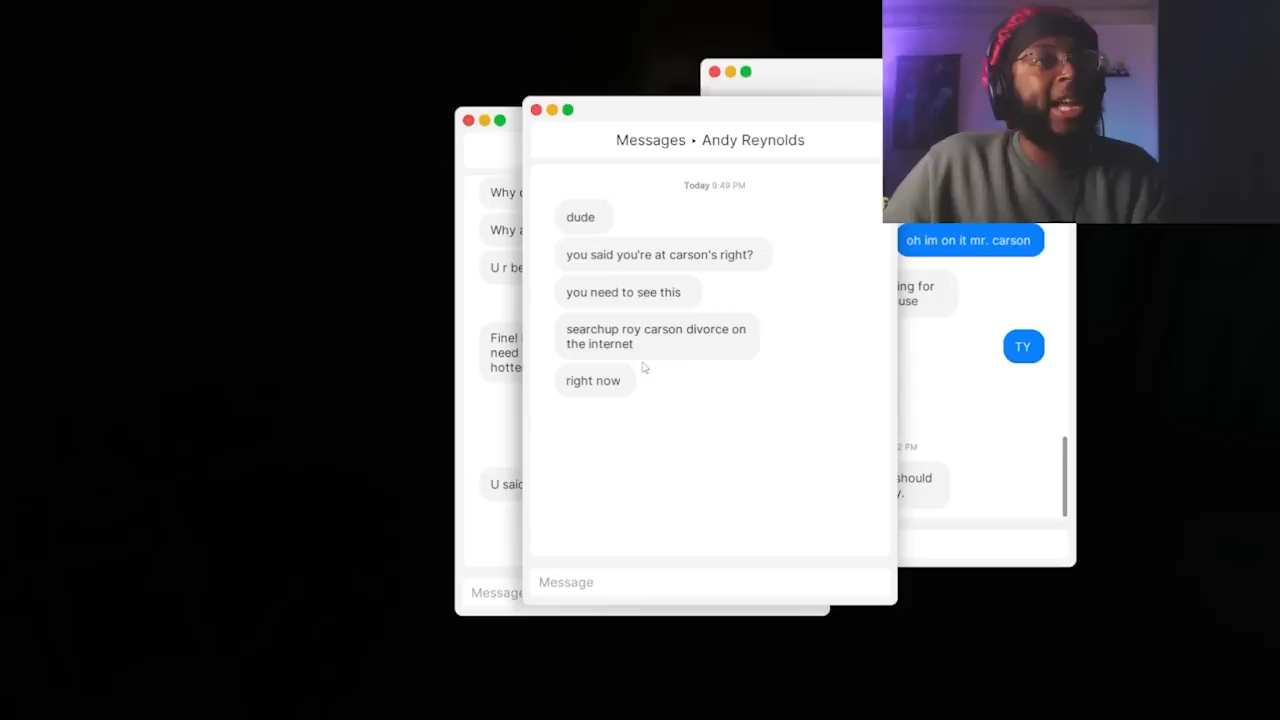 Messages ‣ Andy Reynolds
Today 9:49 PM
dude
you said you're at carson's right?
you need to see this
searchup roy carson divorce on
the internet
right now
Message
Why
Why
U r
Fine!
need
Message
oh im on it mr. carson
ing for
use
TY
PM
should
y.